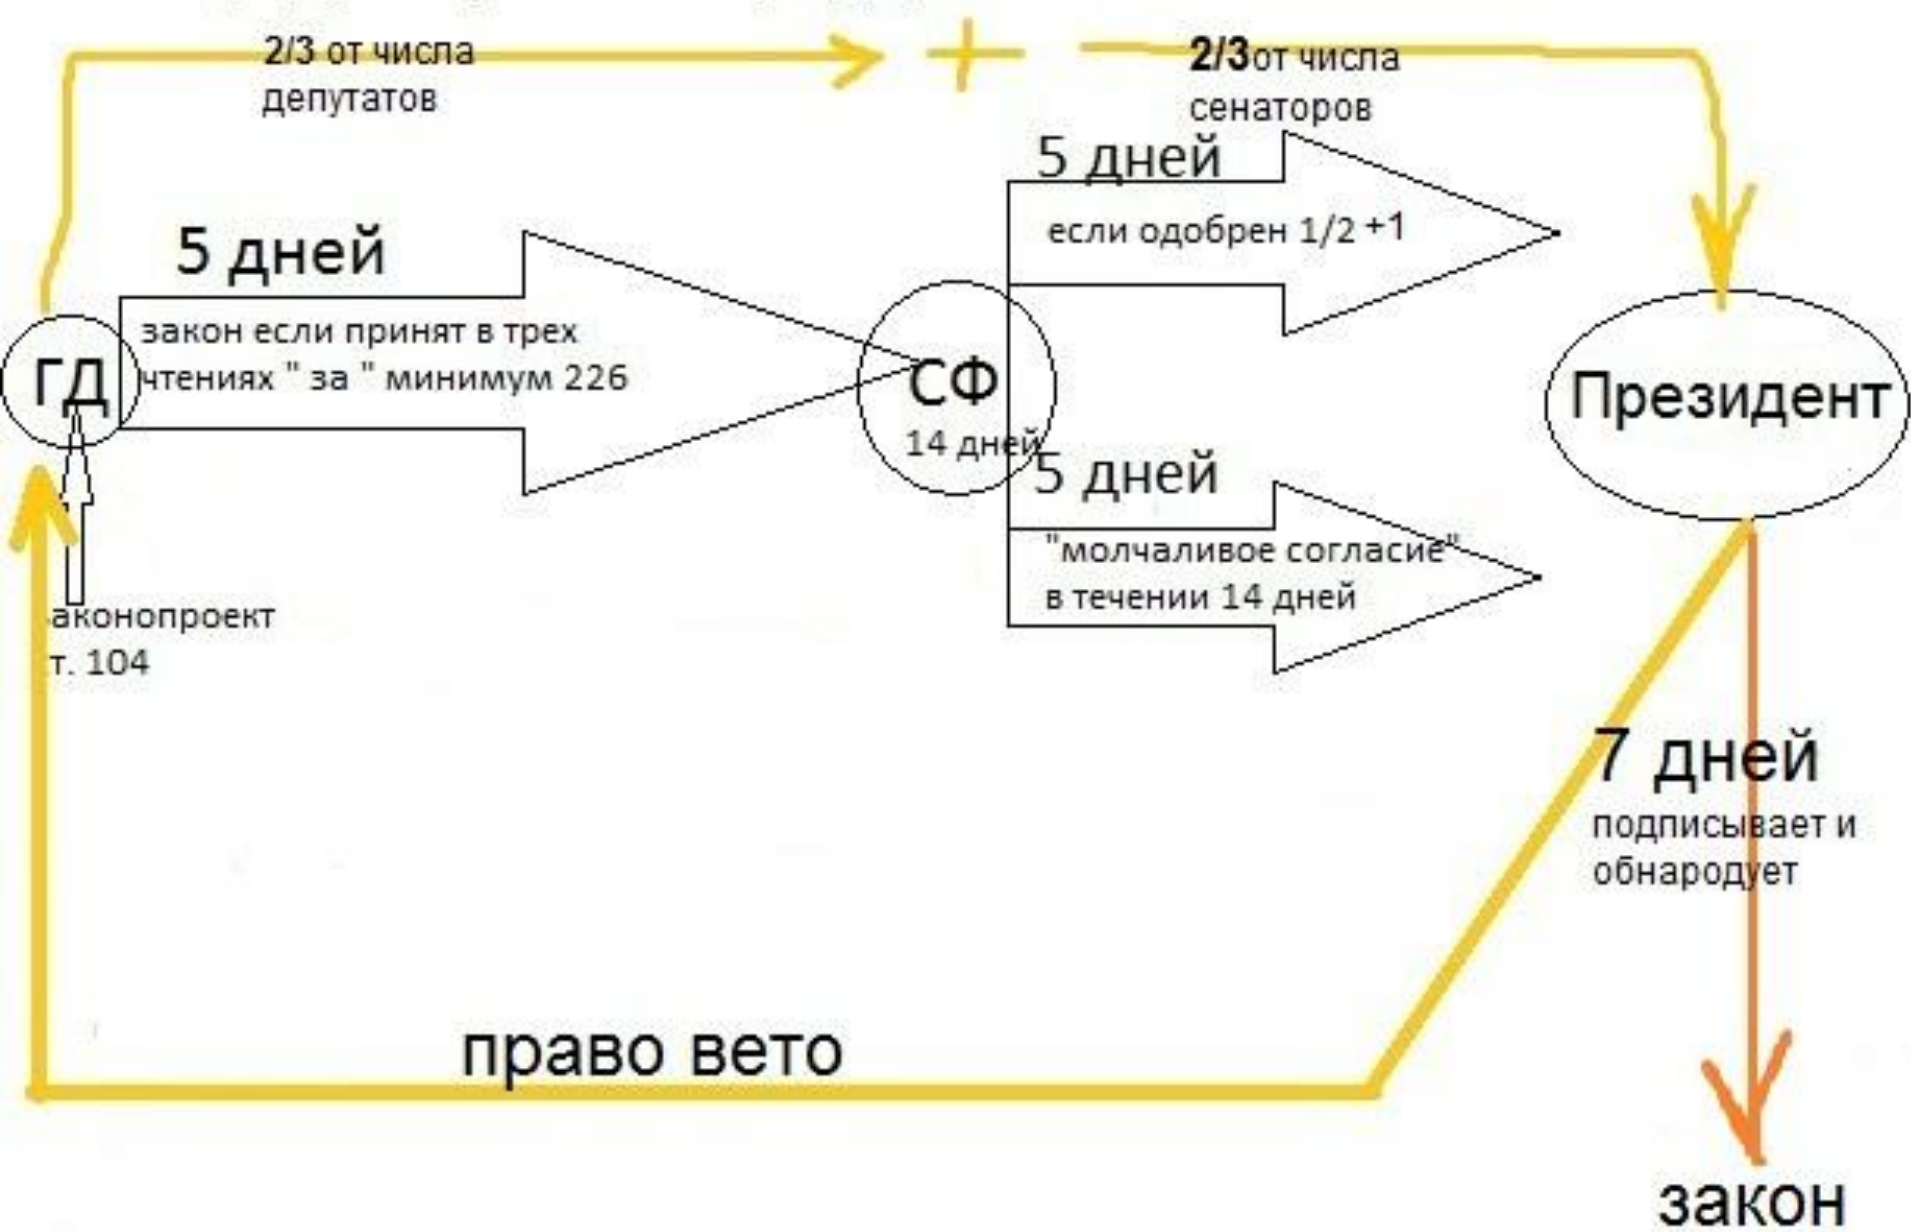 2/3 от числа
депутатов
2/3от числа
сенаторов
5 дней
если одобрен 1/2 +1
5 дней
закон если принят в трех
чтениях " за " минимум 226
ГД
СФ
14 дней
Президент
5 дней
"молчаливое согласие"
в течении 14 дней
аконопроект
т. 104
7 дней
подписывает и
обнародует
право вето
закон